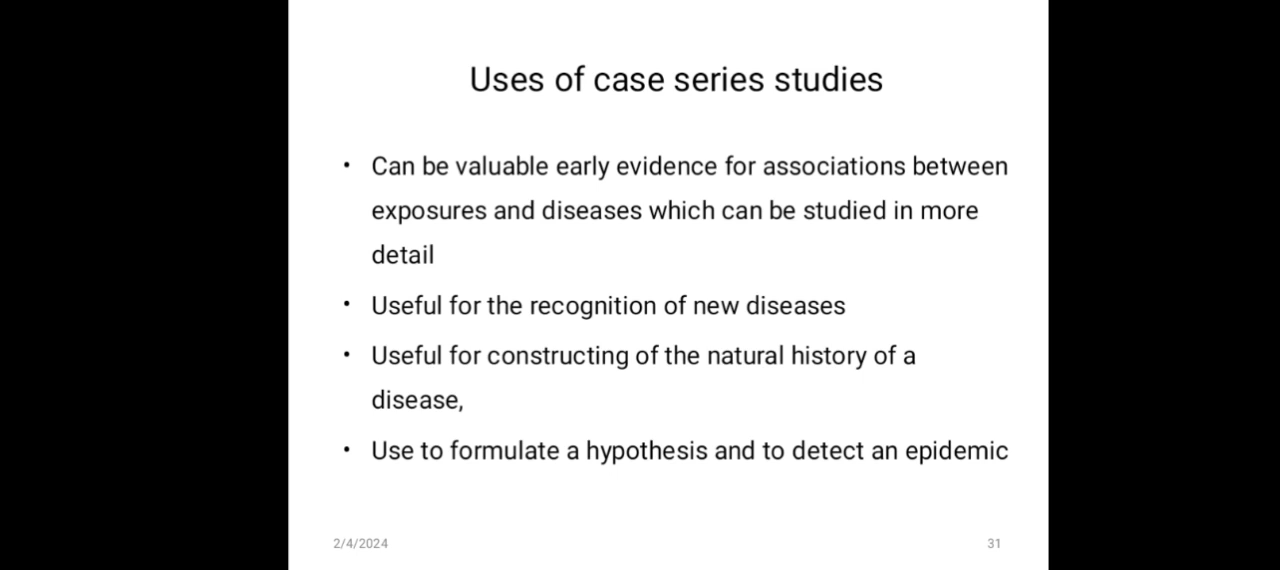 Uses of case series studies
• Can be valuable early evidence for associations between
exposures and diseases which can be studied in more
detail
• Useful for the recognition of new diseases
• Useful for constructing of the natural history of a
disease,
• Use to formulate a hypothesis and to detect an epidemic
2/4/2024
31